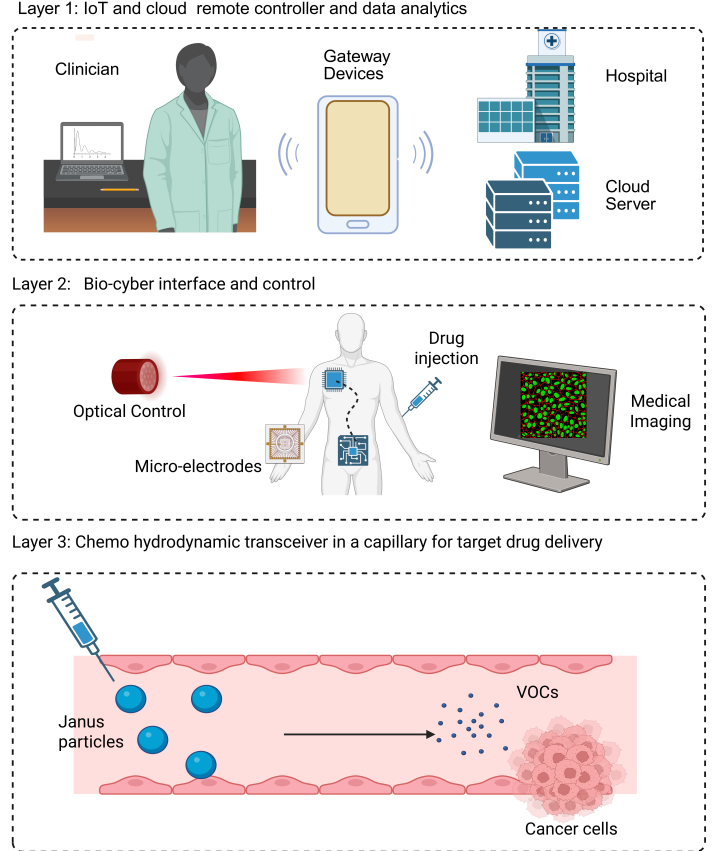 Layer 1: IoT and cloud remote controller and data analytics
Clinician
Gateway
Devices
Hospital
Cloud
Server
Layer 2: Bio-cyber interface and control
Drug
injection
Optical Control
Medical
Imaging
Micro-electrodes
Layer 3: Chemo hydrodynamic transceiver in a capillary for target drug delivery
VOCs
Janus
particles
Cancer cells